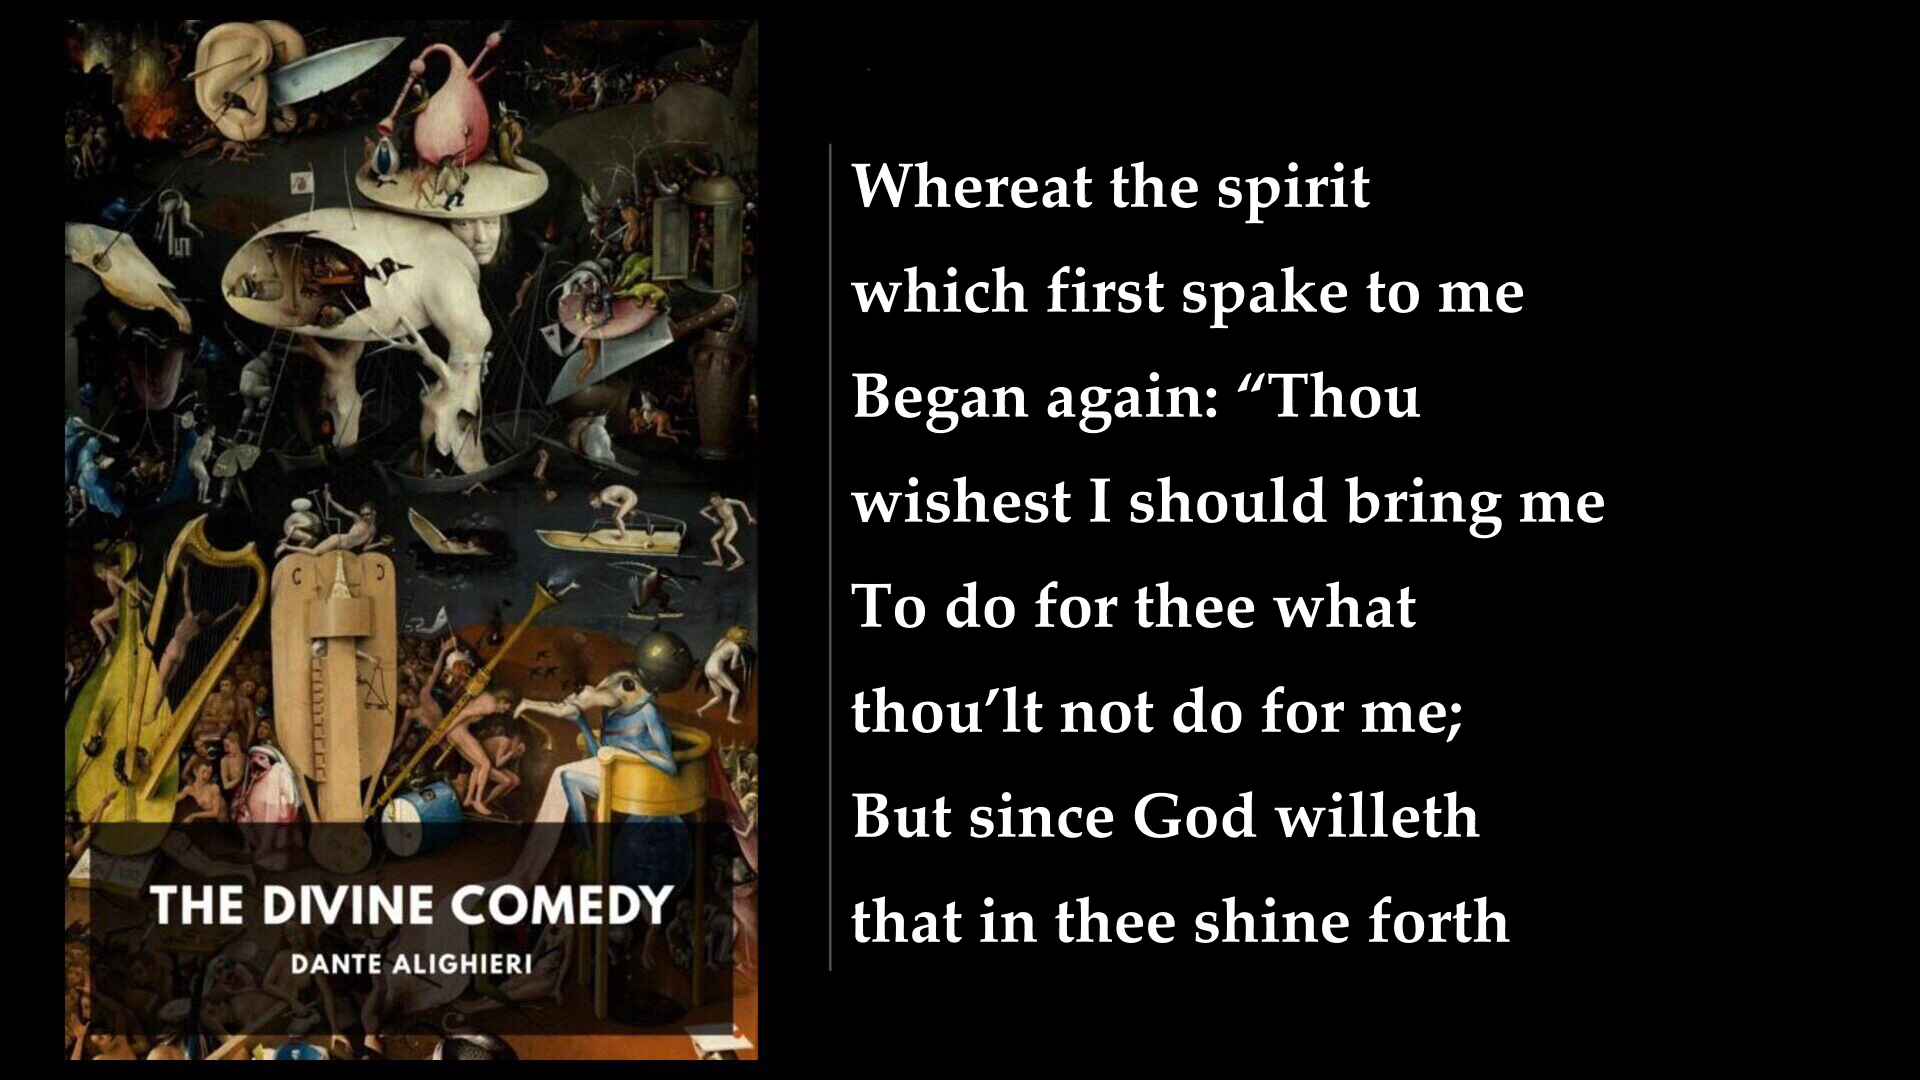 THE DIVINE COMEDY
DANTE ALIGHIERI
Whereat the spirit
which first spake to me
Began again: “Thou
wishest I should bring me
To do for thee what
thou’lt not do for me;
But since God willeth
that in thee shine forth